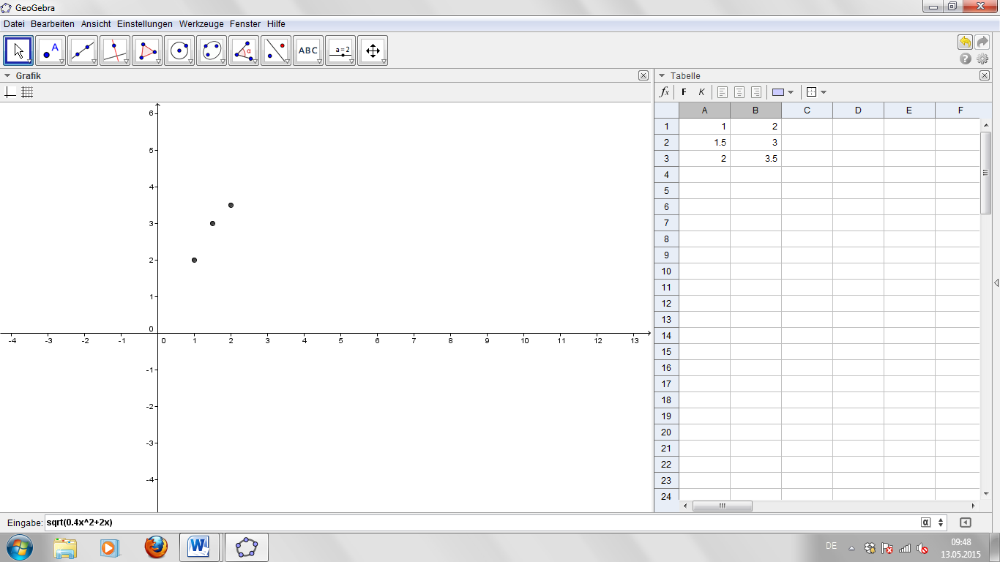 GeoGebra
Datei Bearbeiten Ansicht Einstellungen Werkzeuge Fenster Hilfe
A α ABC a=2
Grafik
Tabelle
fx F K
A B C D E F
1 1 2
2 1.5 3
3 2 3.5
4
5
6
7
8
9
10
11
12
13
14
15
16
17
18
19
20
21
22
23
24
6
5
4
3
2
1
0
-4 -3 -2 -1 0 1 2 3 4 5 6 7 8 9 10 11 12 13
-1
-2
-3
-4
Eingabe: sqrt(0.4x^2+2x)
α
W
DE
09:48
13.05.2015